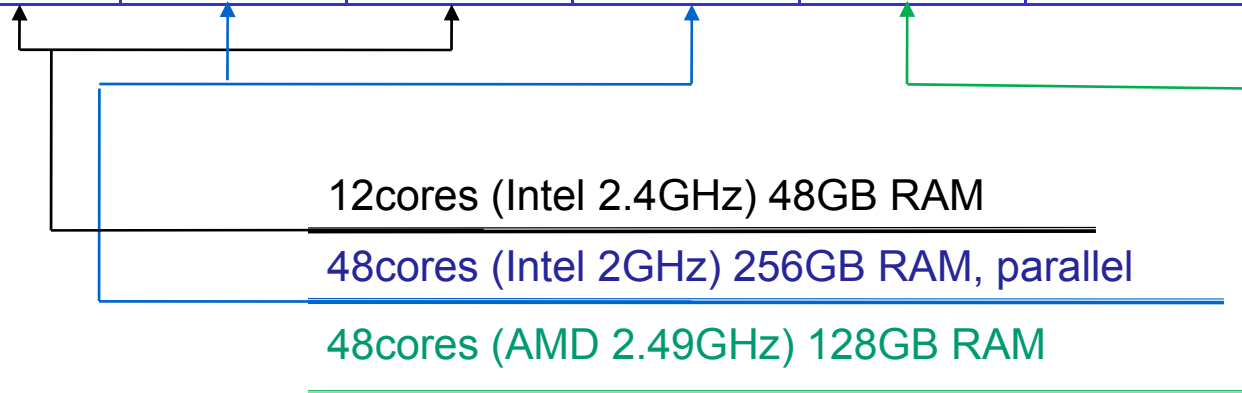 12cores (Intel 2.4GHz) 48GB RAM
48cores (Intel 2GHz) 256GB RAM, parallel
48cores (AMD 2.49GHz) 128GB RAM